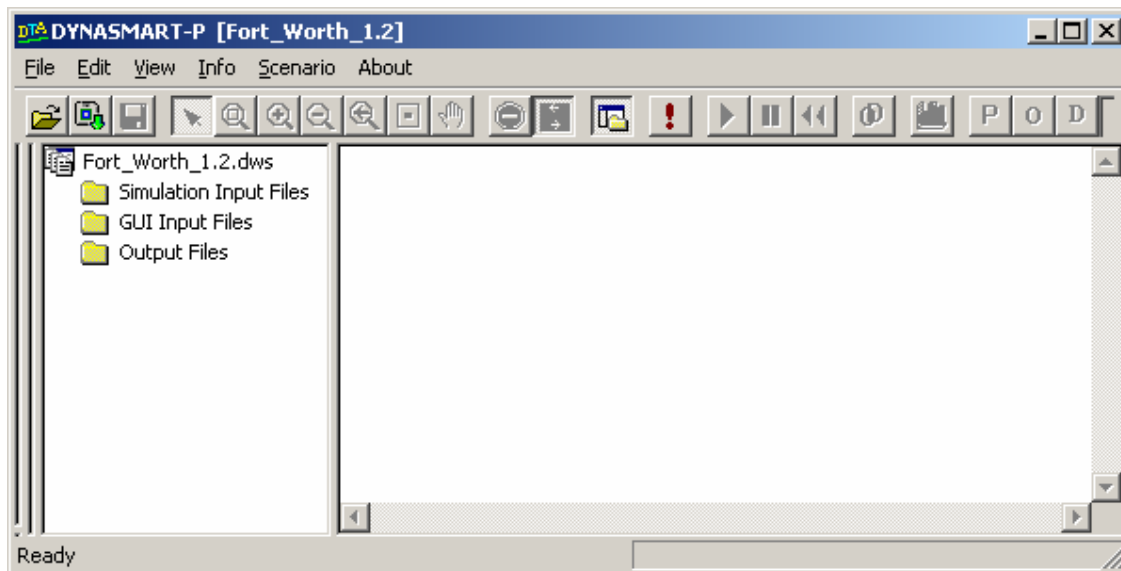 DTA DYNASMART-P [Fort_Worth_1.2]
File Edit View Info Scenario About
P O D
Fort_Worth_1.2.dws
Simulation Input Files
GUI Input Files
Output Files
Ready